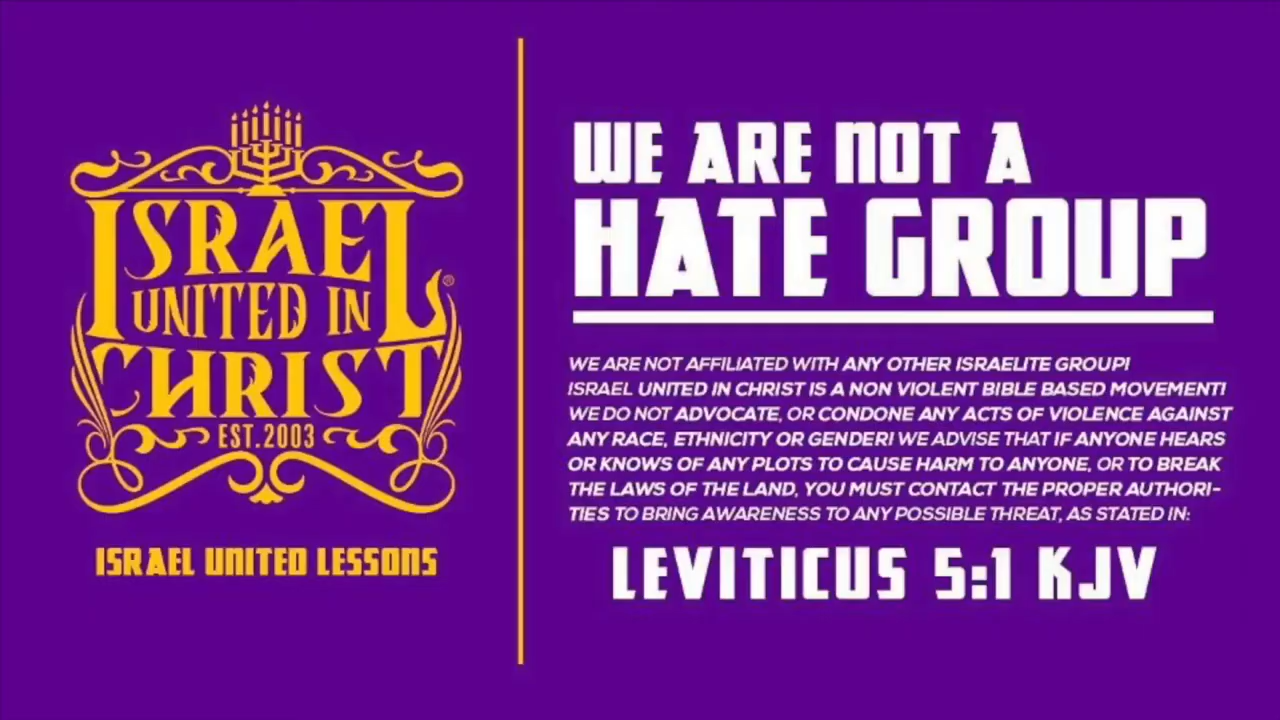 ISRAEL
UNITED IN
CHRIST
EST. 2003
ISRAEL UNITED LESSONS
WE ARE NOT A
HATE GROUP
WE ARE NOT AFFILIATED WITH ANY OTHER ISRAELITE GROUP!
ISRAEL UNITED IN CHRIST IS A NON VIOLENT BIBLE BASED MOVEMENT!
WE DO NOT ADVOCATE, OR CONDONE ANY ACTS OF VIOLENCE AGAINST
ANY RACE, ETHNICITY OR GENDER! WE ADVISE THAT IF ANYONE HEARS
OR KNOWS OF ANY PLOTS TO CAUSE HARM TO ANYONE, OR TO BREAK
THE LAWS OF THE LAND, YOU MUST CONTACT THE PROPER AUTHORI-
TIES TO BRING AWARENESS TO ANY POSSIBLE THREAT, AS STATED IN:
LEVITICUS 5:1 KJV